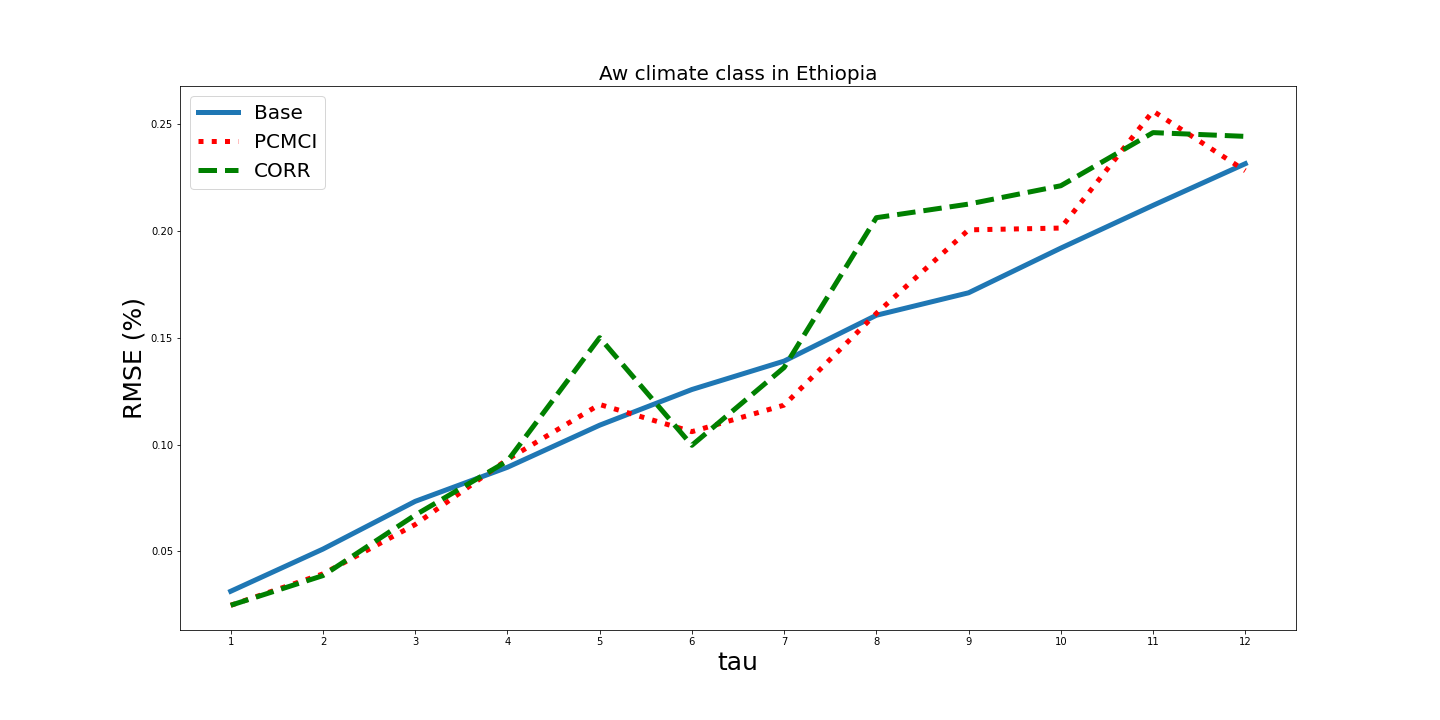 Aw climate class in Ethiopia
Base
PCMCI
CORR
RMSE (%)
0.25
0.20
0.15
0.10
0.05
1 2 3 4 5 6 7 8 9 10 11 12
tau